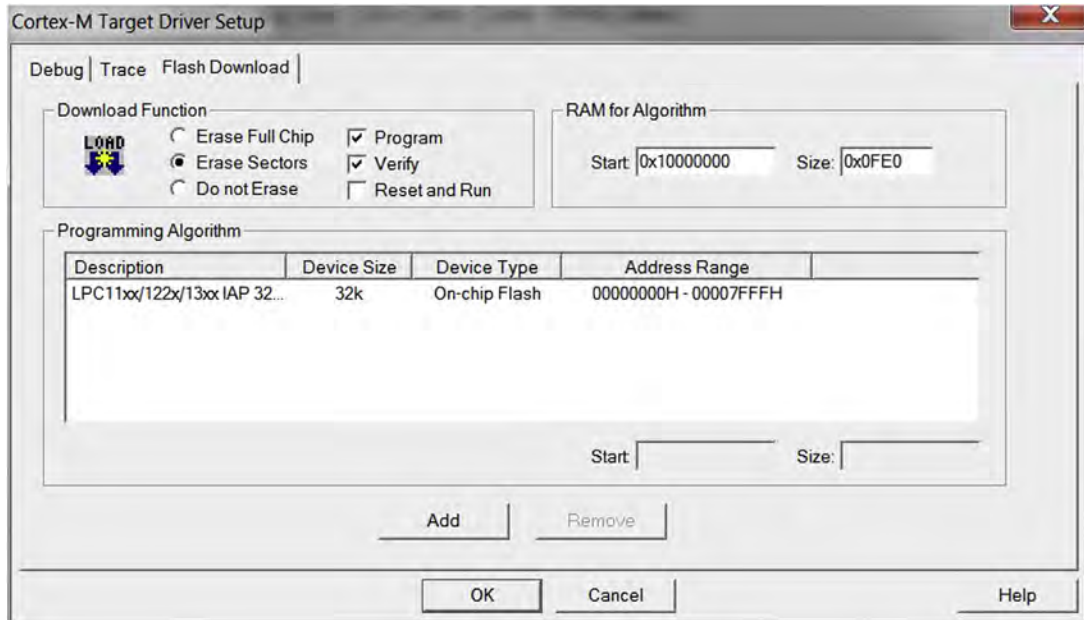 Cortex-M Target Driver Setup
X
Debug Trace Flash Download
Download Function
LOAD
Erase Full Chip
Erase Sectors
Do not Erase
Program
Verify
Reset and Run
RAM for Algorithm
Start 0x10000000 Size: 0x0FE0
Programming Algorithm
Description Device Size Device Type Address Range
LPC11xx/122x/13xx IAP 32... 32k On-chip Flash 00000000H - 00007FFFH
Start Size:
Add Remove
OK Cancel Help